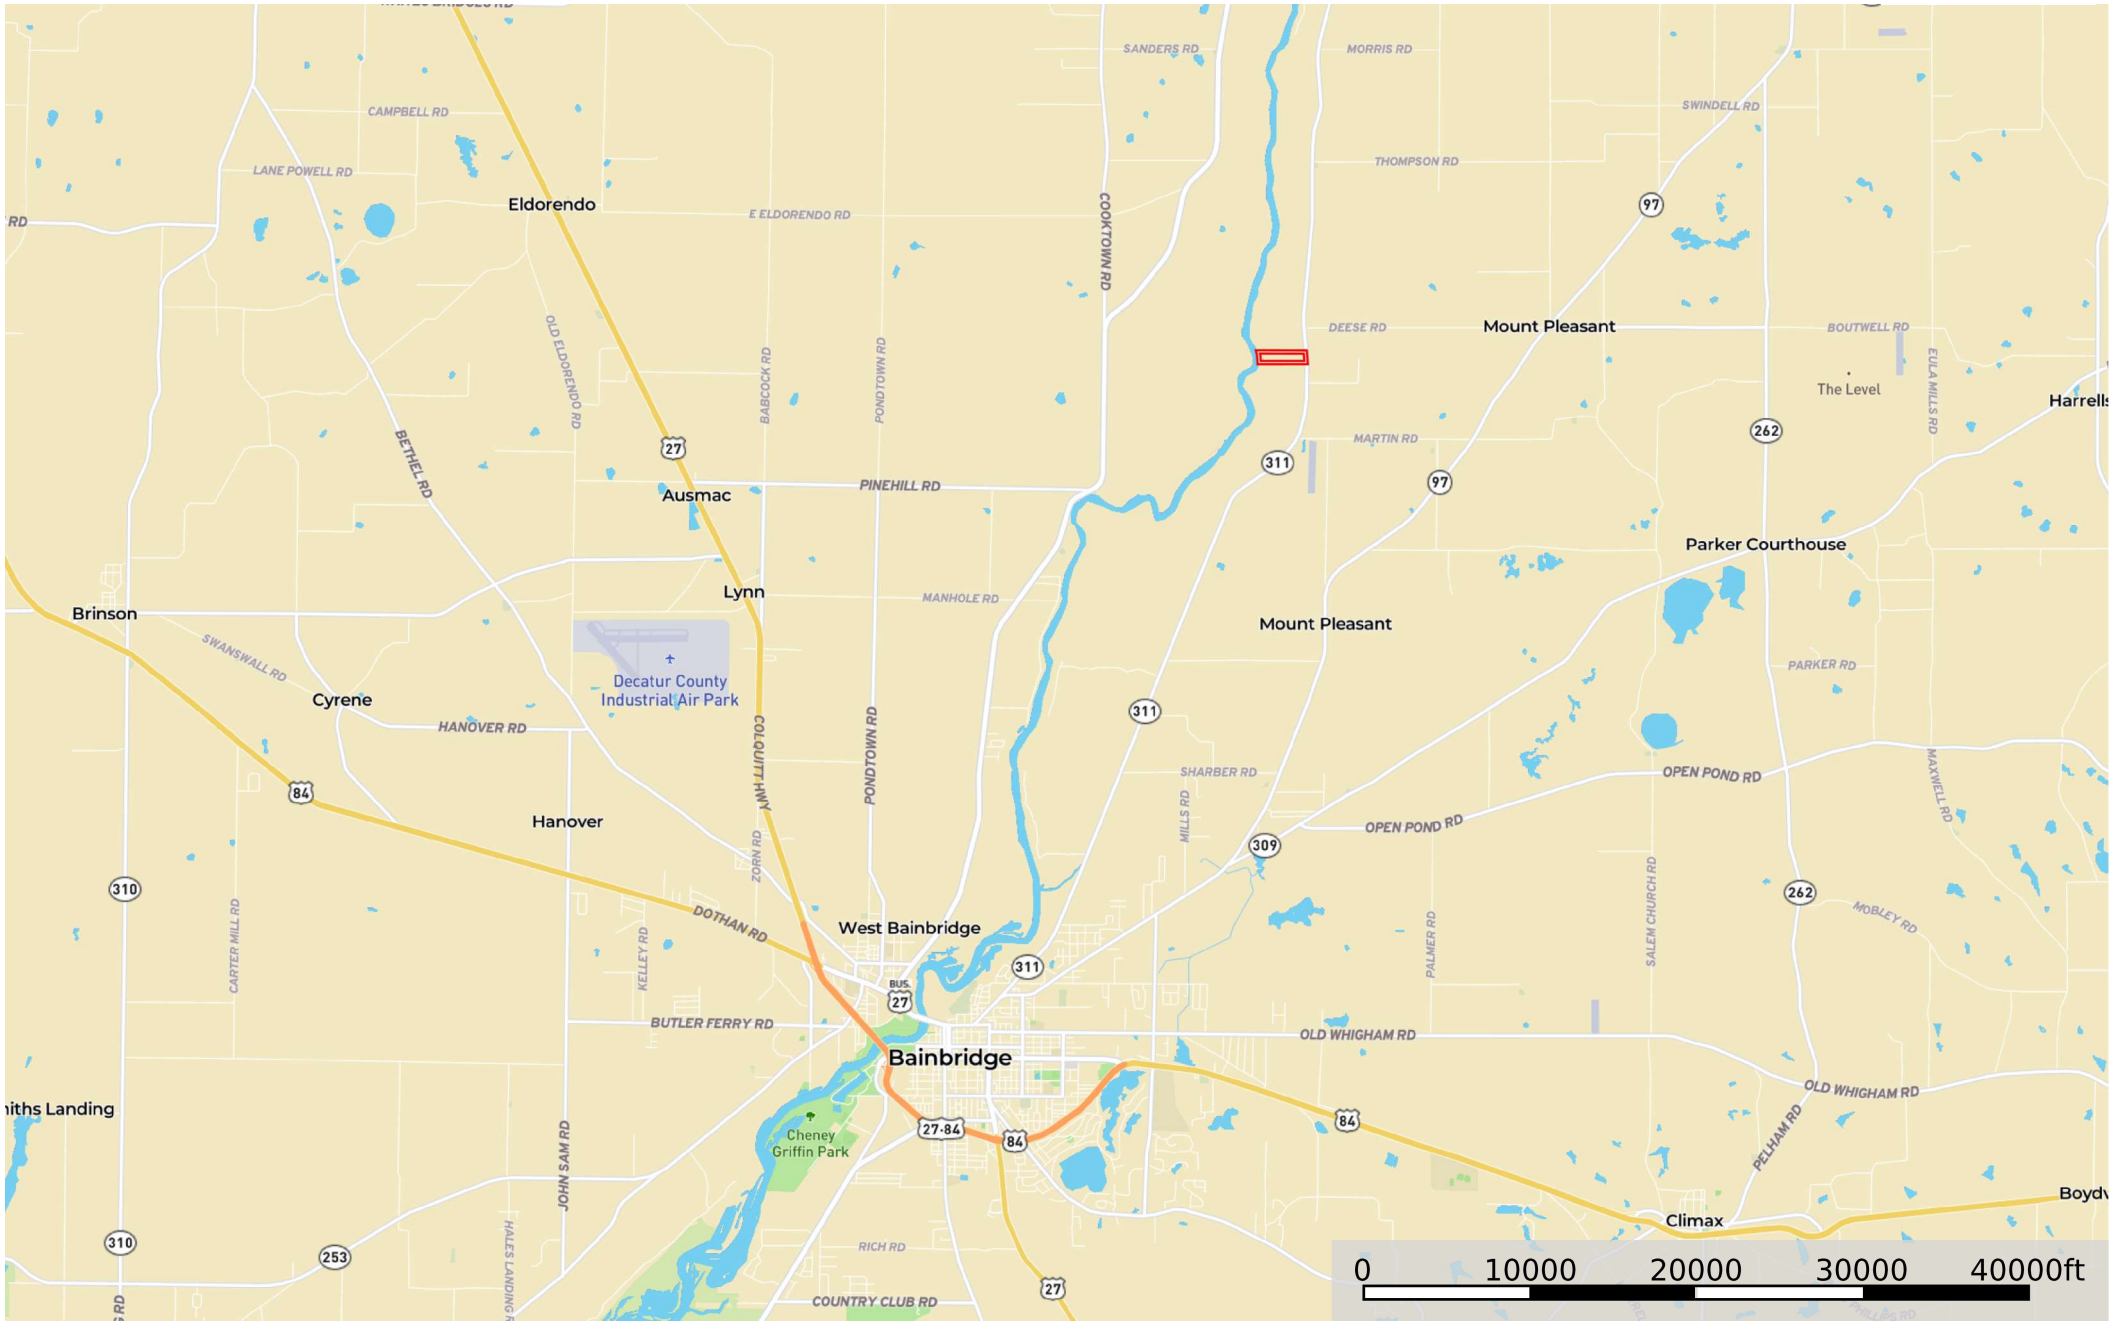 SANDERS RD
MORRIS RD
CAMPBELL RD
SWINDELL RD
LANE POWELL RD
THOMPSON RD
Eldorendo
97
RD
E ELDORENDO RD
COOKTOWN RD
DEESE RD
Mount Pleasant
BOUTWELL RD
OLD ELDORENDO RD
BABCOCK RD
PONDTOWN RD
EULA MILLS RD
The Level
Harrells
BETHEL RD
27
MARTIN RD
262
311
97
PINEHILL RD
Ausmac
Parker Courthouse
Lynn
MANHOLE RD
Brinson
Mount Pleasant
SWANSWALL RD
Decatur County
Industrial Air Park
PARKER RD
Cyrene
HANOVER RD
311
COLQUITT HWY
PONDTOWN RD
SHARBER RD
OPEN POND RD
MAXWELL RD
84
MILLS RD
Hanover
OPEN POND RD
309
ZORN RD
310
262
CARTER MILL RD
DOTHAN RD
West Bainbridge
KELLEY RD
PALMER RD
SALEM CHURCH RD
MOBLEY RD
311
BUS.
27
BUTLER FERRY RD
OLD WHIGHAM RD
Bainbridge
OLD WHIGHAM RD
niths Landing
84
27-84
84
Cheney
Griffin Park
JOHN SAM RD
PELHAM RD
Boydv
Climax
310
253
HALES LANDING R
RICH RD
27
COUNTRY CLUB RD
G RD
0 10000 20000 30000 40000ft
PHILLIPS RD